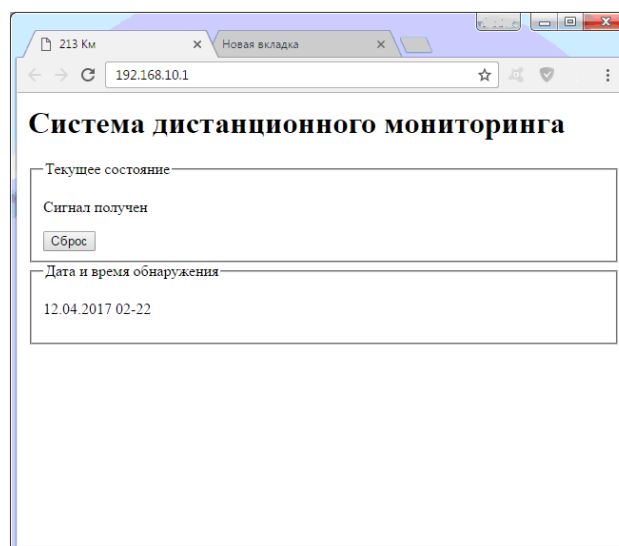 213 Км
Новая вкладка
192.168.10.1
Система дистанционного мониторинга
Текущее состояние
Сигнал получен
Сброс
Дата и время обнаружения
12.04.2017 02-22